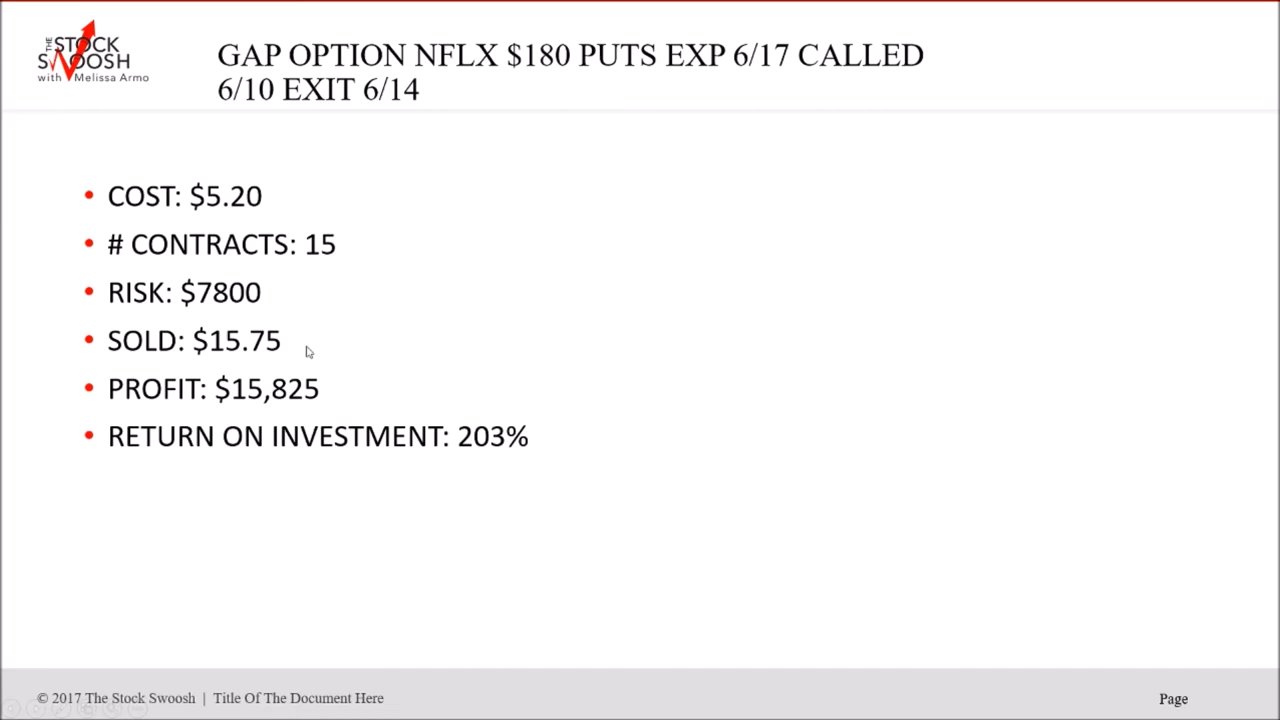 THE
STOCK
SWOOSH
with Melissa Armo
GAP OPTION NFLX $180 PUTS EXP 6/17 CALLED
6/10 EXIT 6/14
• COST: $5.20
• # CONTRACTS: 15
• RISK: $7800
• SOLD: $15.75
• PROFIT: $15,825
• RETURN ON INVESTMENT: 203%
© 2017 The Stock Swoosh | Title Of The Document Here
Page